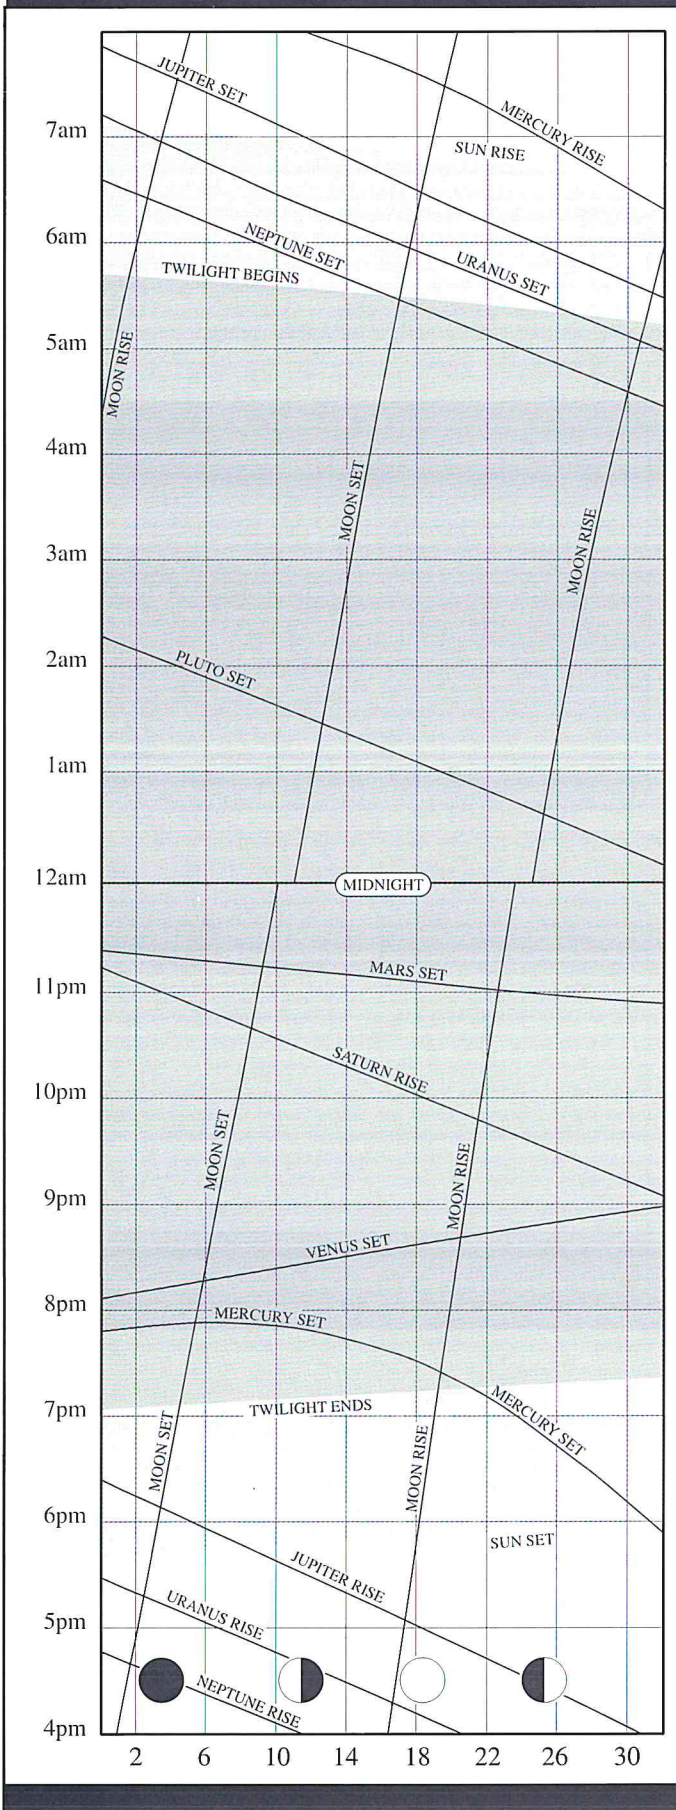 JUPITER SET
MERCURY RISE
7am
SUN RISE
6am
NEPTUNE SET
URANUS SET
TWILIGHT BEGINS
5am
MOON RISE
4am
MOON SET
3am
MOON RISE
2am
PLUTO SET
1am
12am
MIDNIGHT
11pm
MARS SET
SATURN RISE
10pm
MOON SET
MOON RISE
9pm
VENUS SET
8pm
MERCURY SET
7pm
TWILIGHT ENDS
MERCURY SET
MOON SET
MOON RISE
6pm
SUN SET
JUPITER RISE
5pm
URANUS RISE
NEPTUNE RISE
4pm
2 6 10 14 18 22 26 30